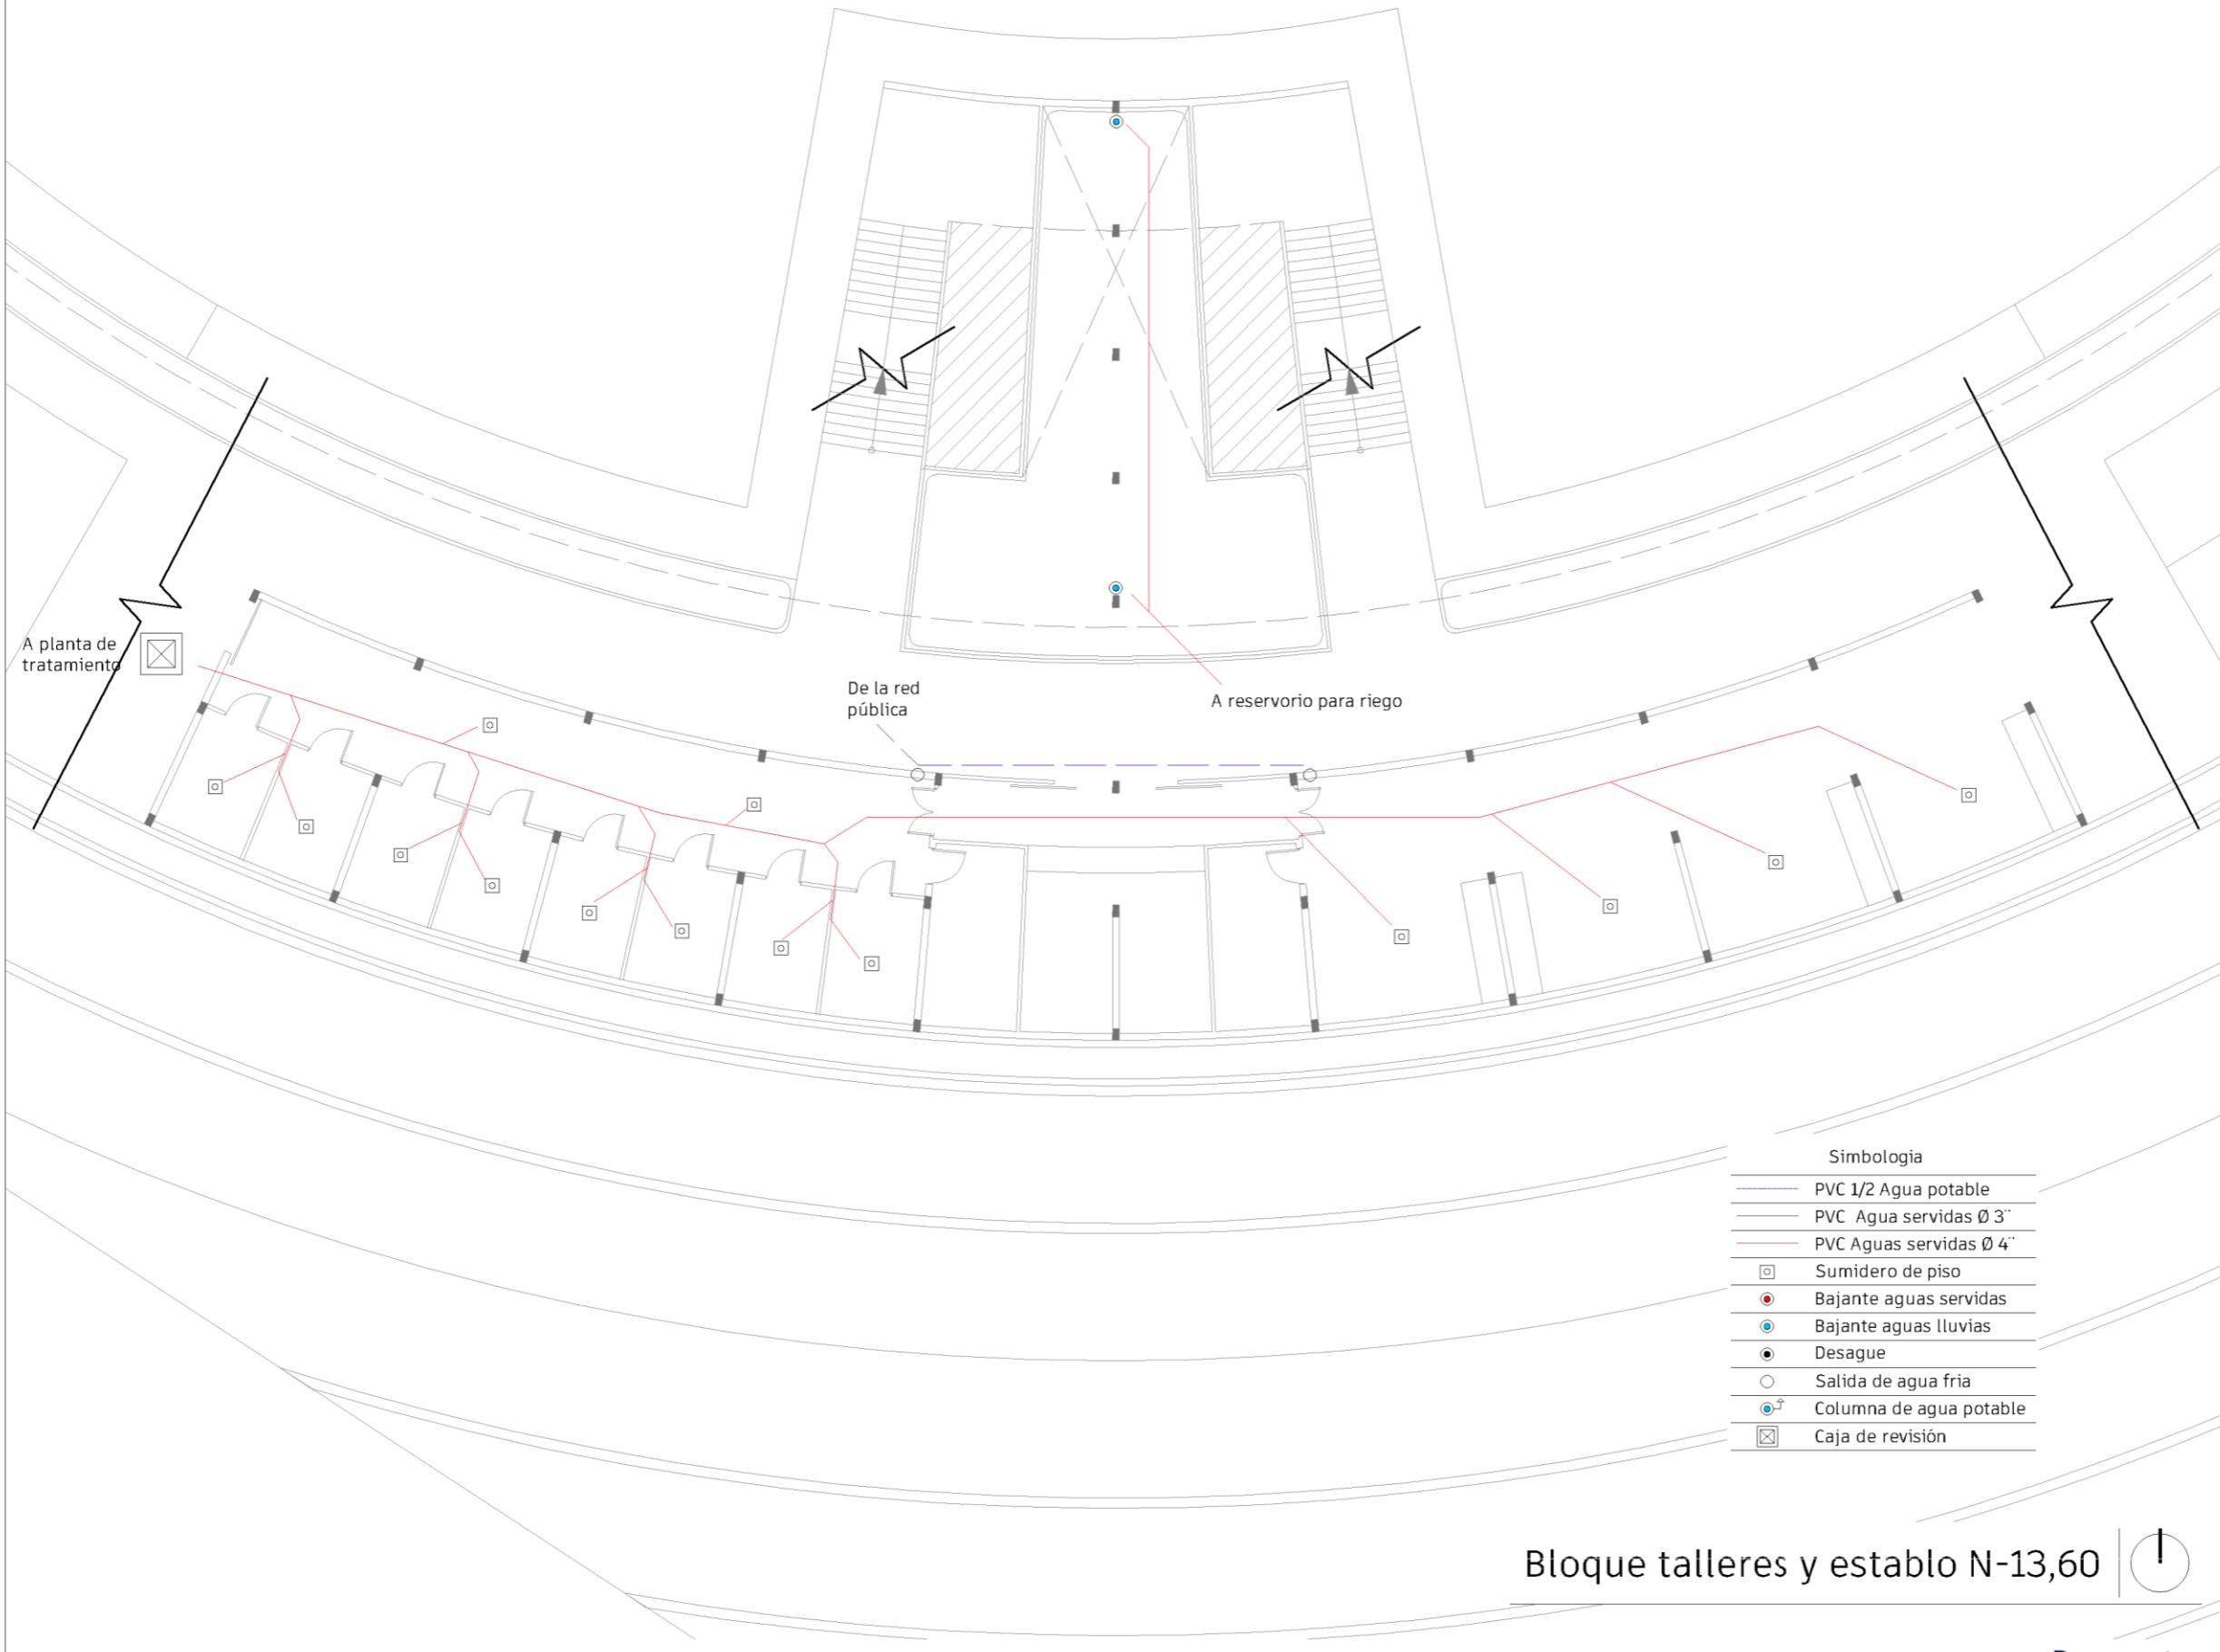 A planta de
tratamiento
De la red
pública
A reservorio para riego
Simbologia
PVC 1/2 Agua potable
PVC Agua servidas Ø 3¨
PVC Aguas servidas Ø 4¨
Sumidero de piso
Bajante aguas servidas
Bajante aguas lluvias
Desague
Salida de agua fria
Columna de agua potable
Caja de revisión
Bloque talleres y establo N-13,60